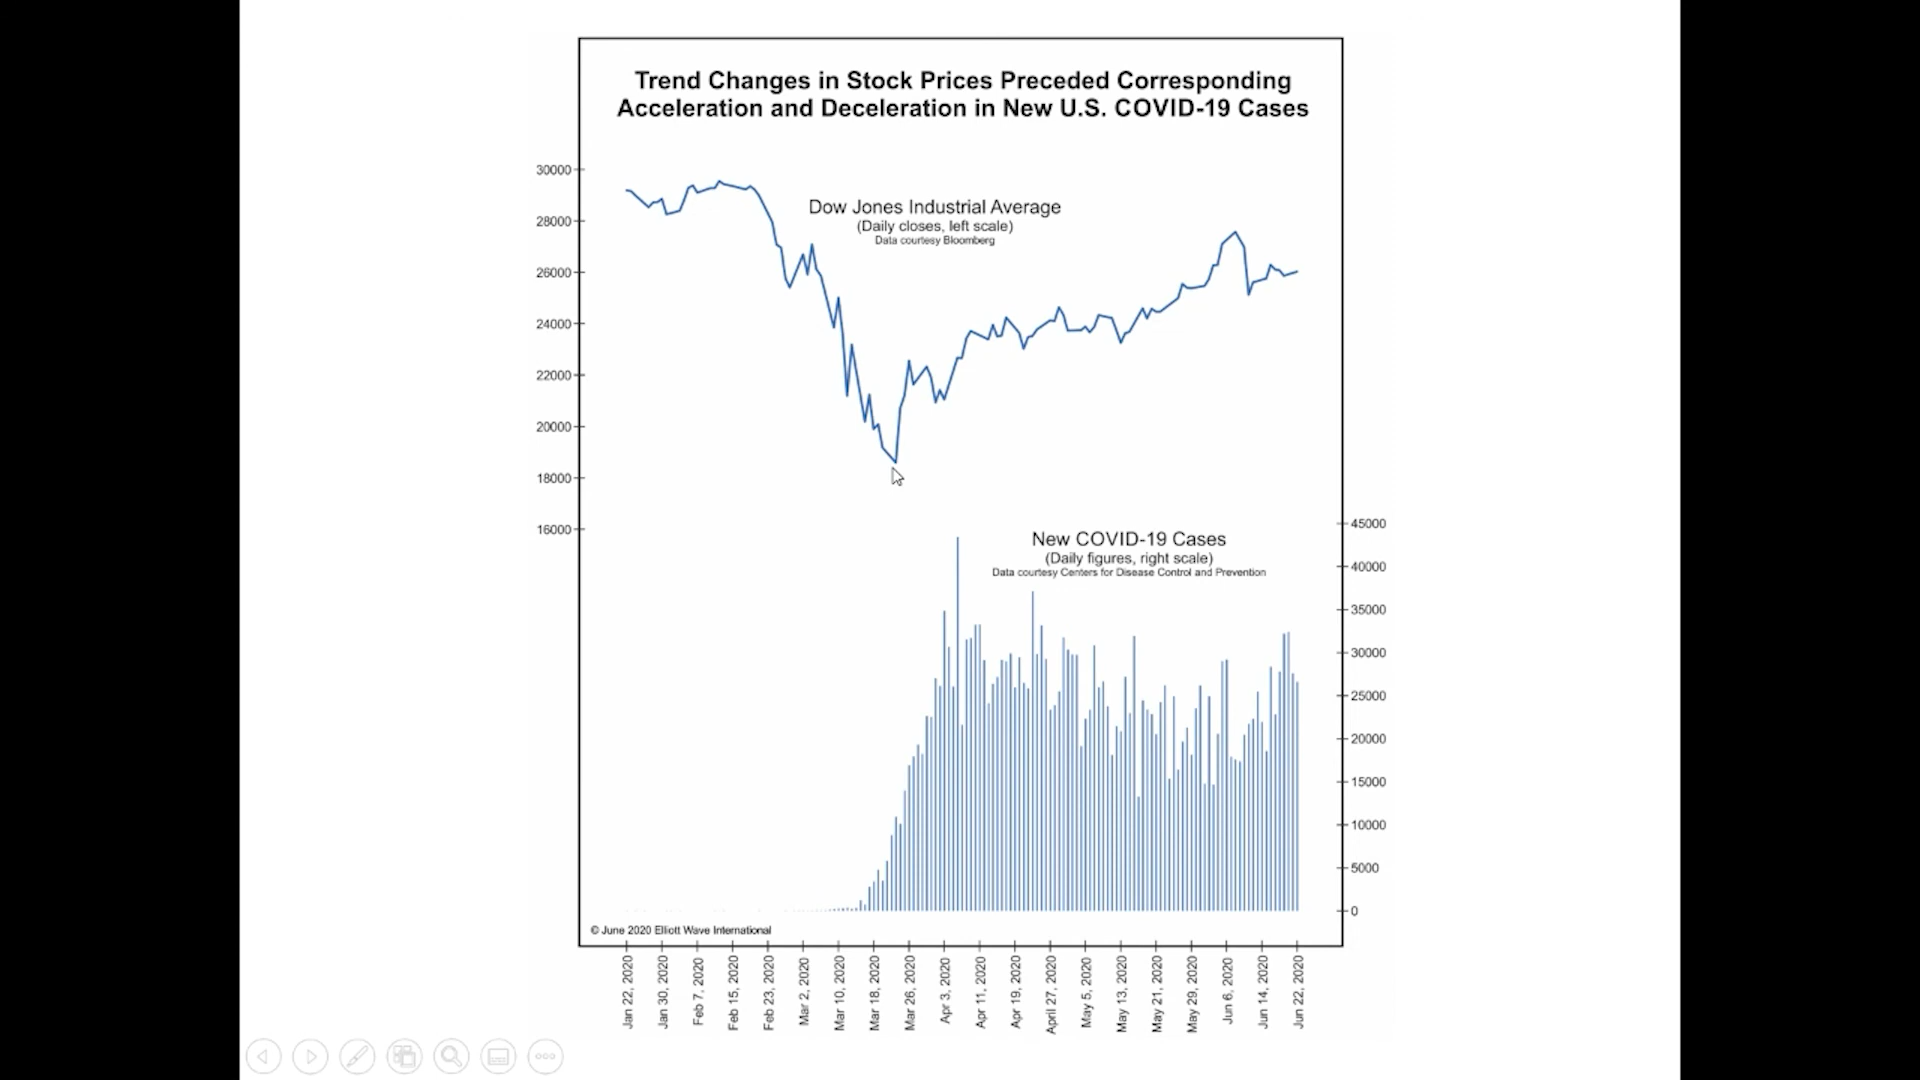 Trend Changes in Stock Prices Preceded Corresponding
Acceleration and Deceleration in New U.S. COVID-19 Cases
30000
28000
26000
24000
22000
20000
18000
16000
Dow Jones Industrial Average
(Daily closes, left scale)
Data courtesy Bloomberg
New COVID-19 Cases
(Daily figures, right scale)
Data courtesy Centers for Disease Control and Prevention
45000
40000
35000
30000
25000
20000
15000
10000
5000
0
© June 2020 Elliott Wave International
Jan 22, 2020
Jan 30, 2020
Feb 7, 2020
Feb 15, 2020
Feb 23, 2020
Mar 2, 2020
Mar 10, 2020
Mar 18, 2020
Mar 26, 2020
Apr 3, 2020
Apr 11, 2020
Apr 19, 2020
April 27, 2020
May 5, 2020
May 13, 2020
May 21, 2020
May 29, 2020
Jun 6, 2020
Jun 14, 2020
Jun 22, 2020